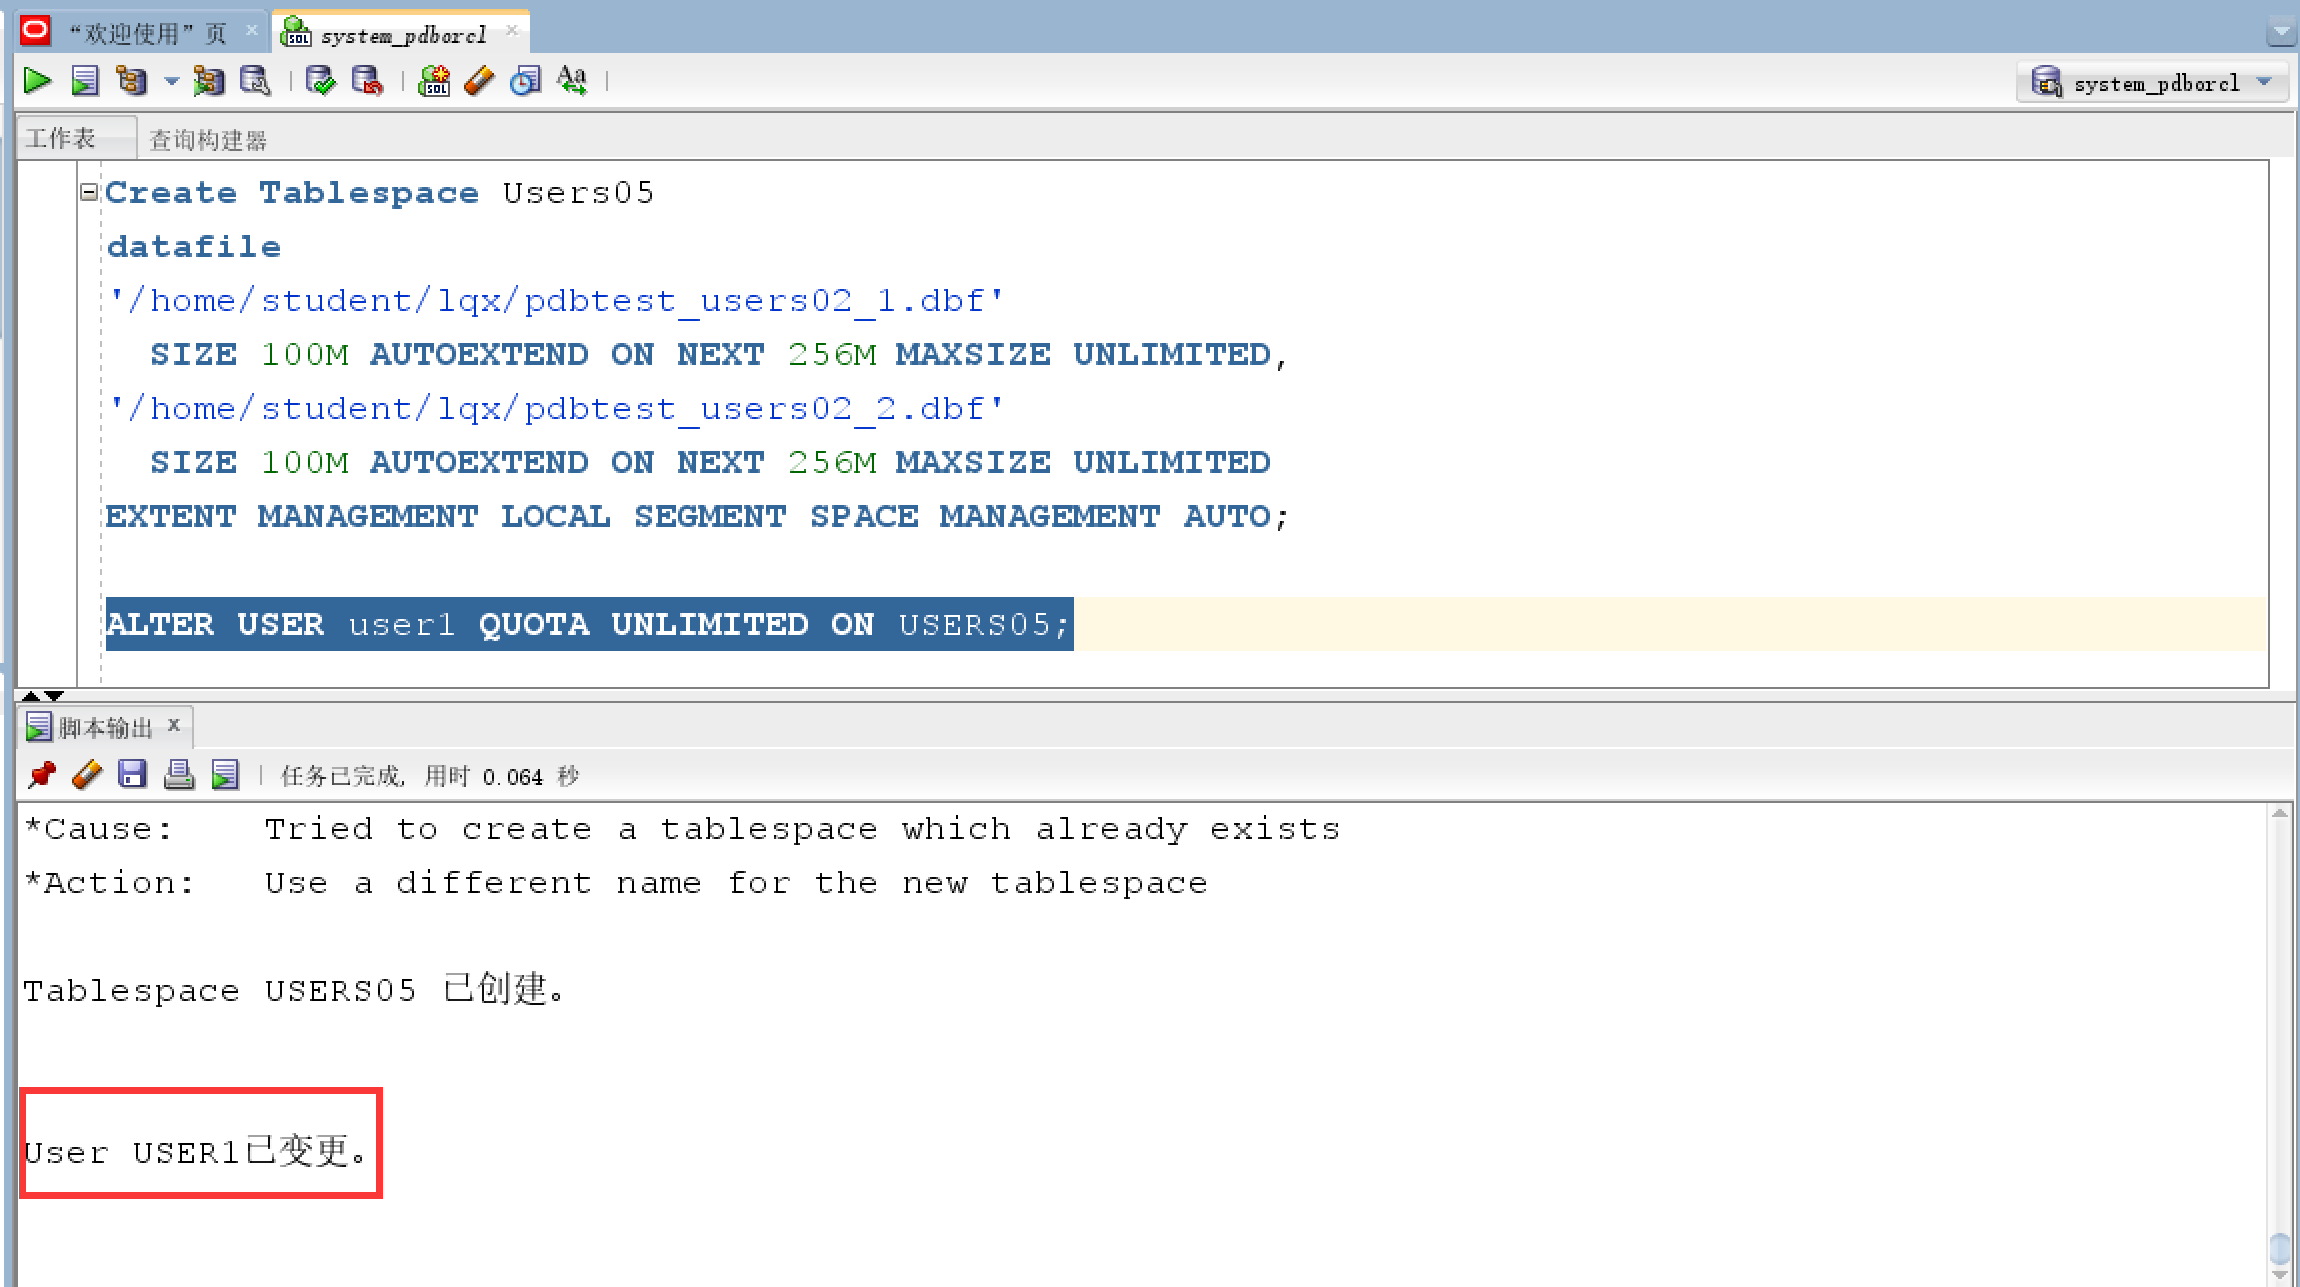 “欢迎使用”页
system_pdborcl
system_pdborcl
工作表
查询构建器
Create Tablespace Users05
datafile
'/home/student/lqx/pdbtest_users02_1.dbf'
SIZE 100M AUTOEXTEND ON NEXT 256M MAXSIZE UNLIMITED,
'/home/student/lqx/pdbtest_users02_2.dbf'
SIZE 100M AUTOEXTEND ON NEXT 256M MAXSIZE UNLIMITED
EXTENT MANAGEMENT LOCAL SEGMENT SPACE MANAGEMENT AUTO;
ALTER USER user1 QUOTA UNLIMITED ON USERS05;
脚本输出
任务已完成, 用时 0.064 秒
*Cause: Tried to create a tablespace which already exists
*Action: Use a different name for the new tablespace
Tablespace USERS05 已创建。
User USER1已变更。